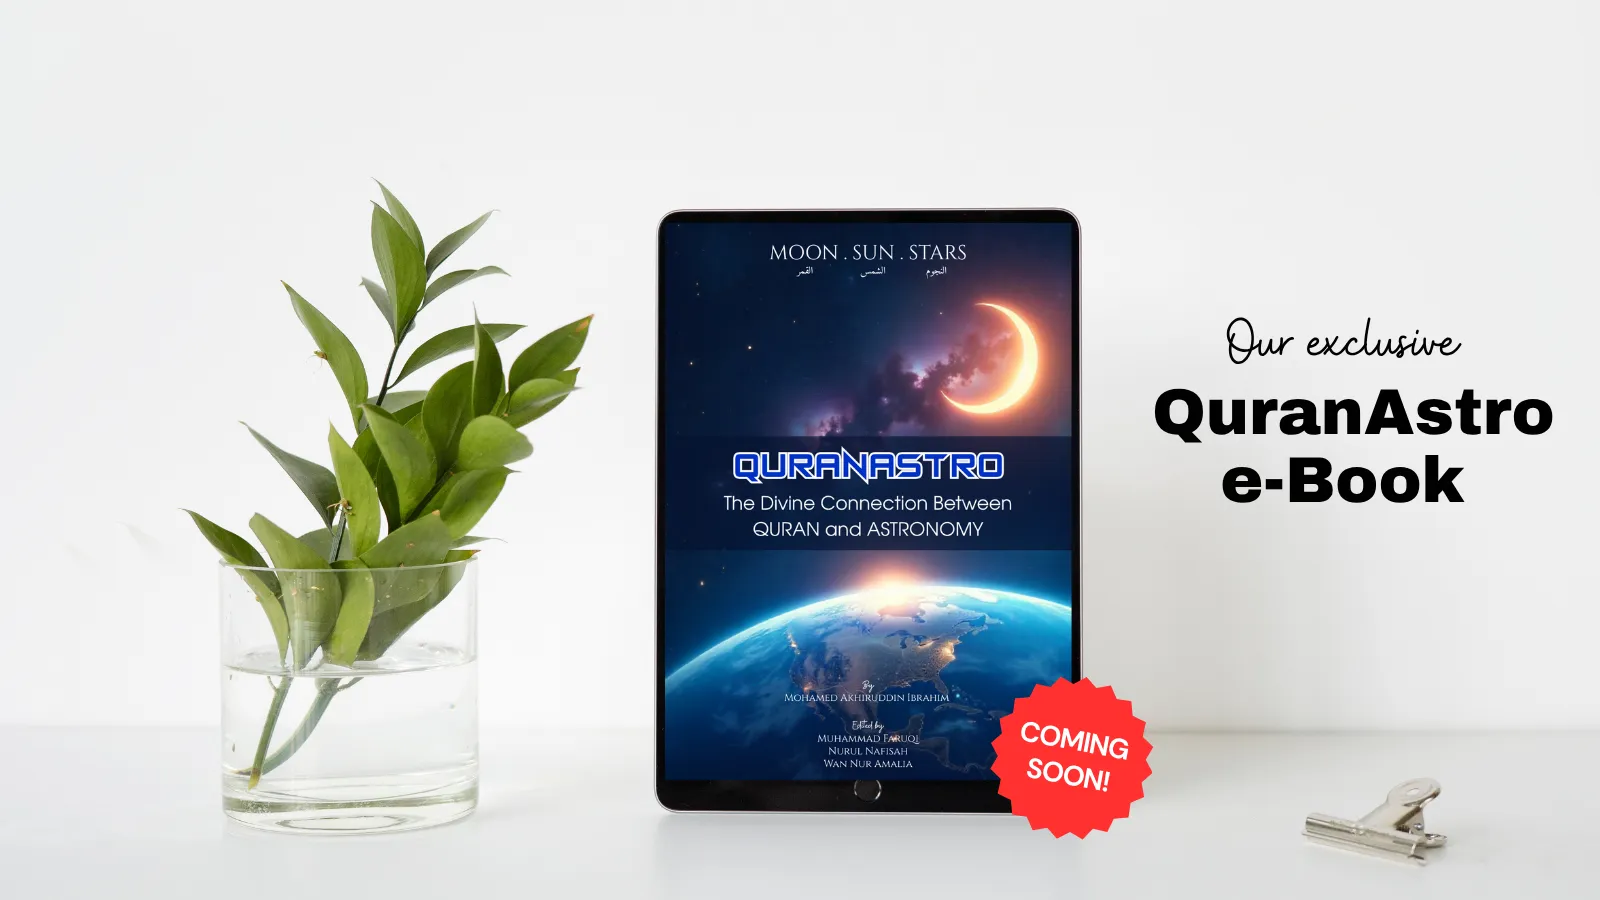 MOON . SUN . STARS
القمر الشمس النجوم
QURANASTRO
The Divine Connection Between
QURAN and ASTRONOMY
By
MOHAMED AKHIRUDDIN IBRAHIM
Edited by
MUHAMMAD FARUQI
NURUL NAFISAH
WAN NUR AMALIA
COMING
SOON!
Our exclusive
QuranAstro
e-Book